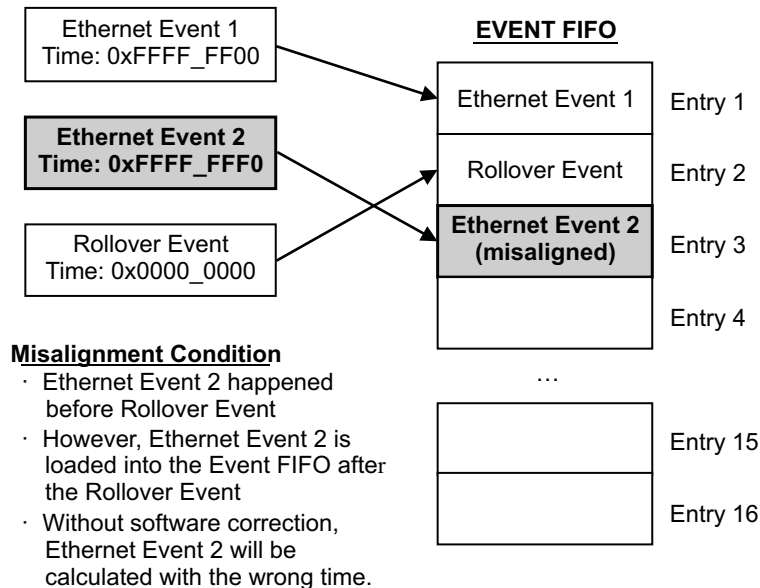 Ethernet Event 1
Time: 0xFFFF_FF00
Ethernet Event 2
Time: 0xFFFF_FFF0
Rollover Event
Time: 0x0000_0000
EVENT FIFO
Ethernet Event 1
Entry 1
Rollover Event
Entry 2
Ethernet Event 2
(misaligned)
Entry 3
Entry 4
...
Entry 15
Entry 16
Misalignment Condition
· Ethernet Event 2 happened
before Rollover Event
· However, Ethernet Event 2 is
loaded into the Event FIFO after
the Rollover Event
· Without software correction,
Ethernet Event 2 will be
calculated with the wrong time.